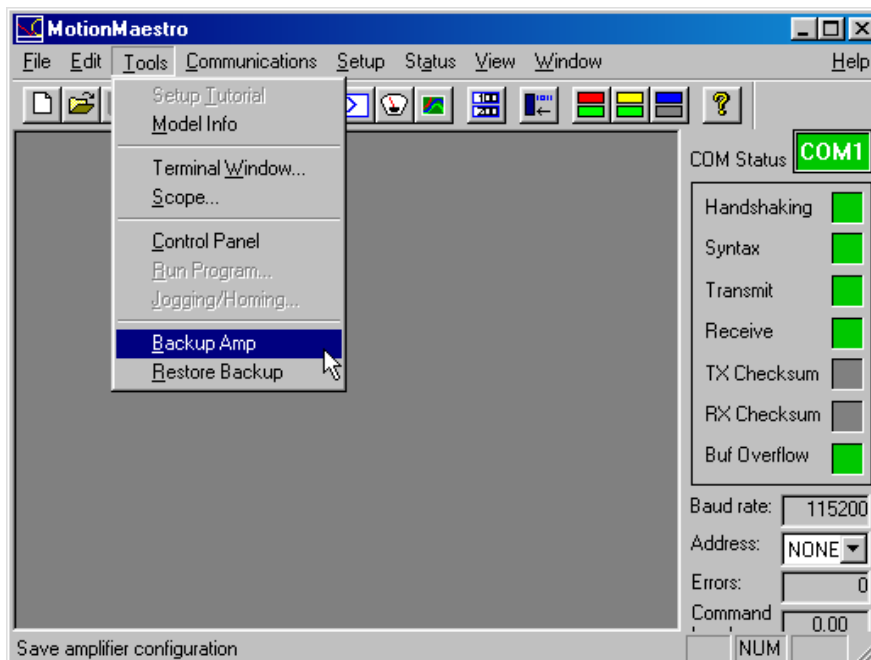 MotionMaestro
File Edit Tools Communications Setup Status View Window Help
Setup Tutorial
Model Info
Terminal Window...
Scope...
Control Panel
Run Program...
Jogging/Homing...
Backup Amp
Restore Backup
COM Status COM1
Handshaking
Syntax
Transmit
Receive
TX Checksum
RX Checksum
Buf Overflow
Baud rate: 115200
Address: NONE
Errors: 0
Command
0.00
Save amplifier configuration NUM